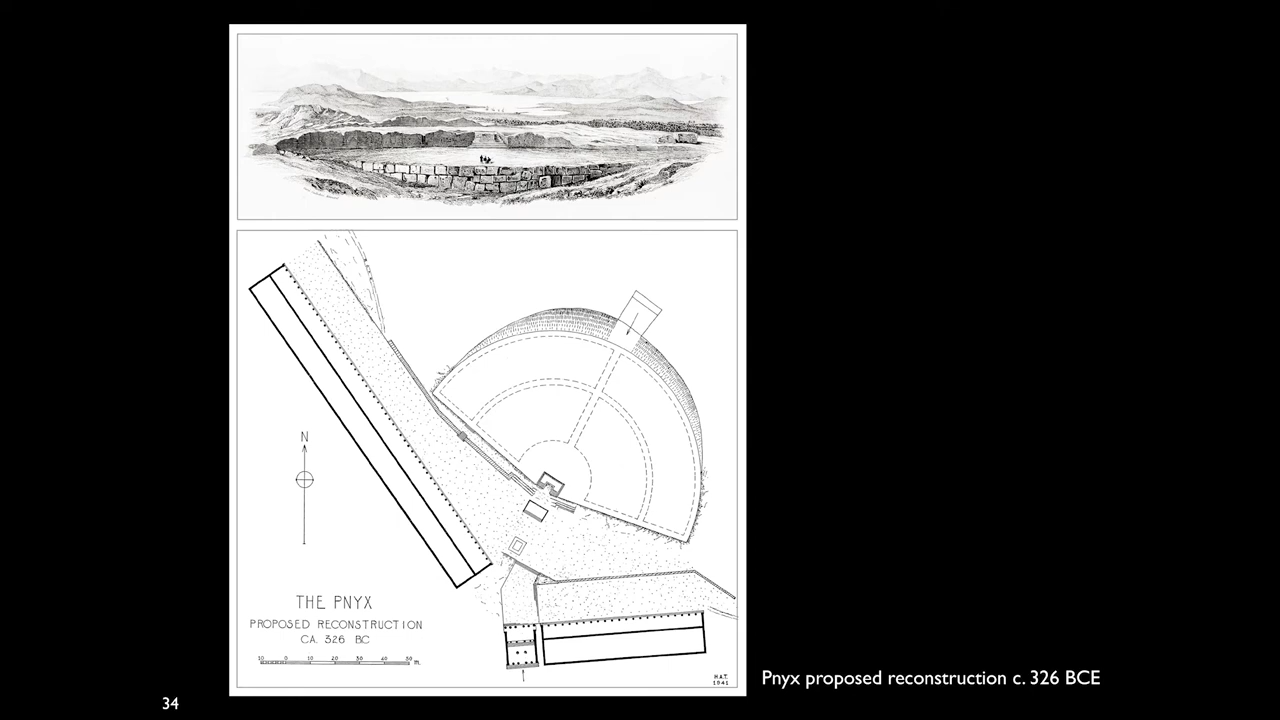 N
THE PNYX
PROPOSED RECONSTRUCTION
CA. 326 BC
10 0 10 20 30 40 50 m.
H.A.T.
1941
Pnyx proposed reconstruction c. 326 BCE
34